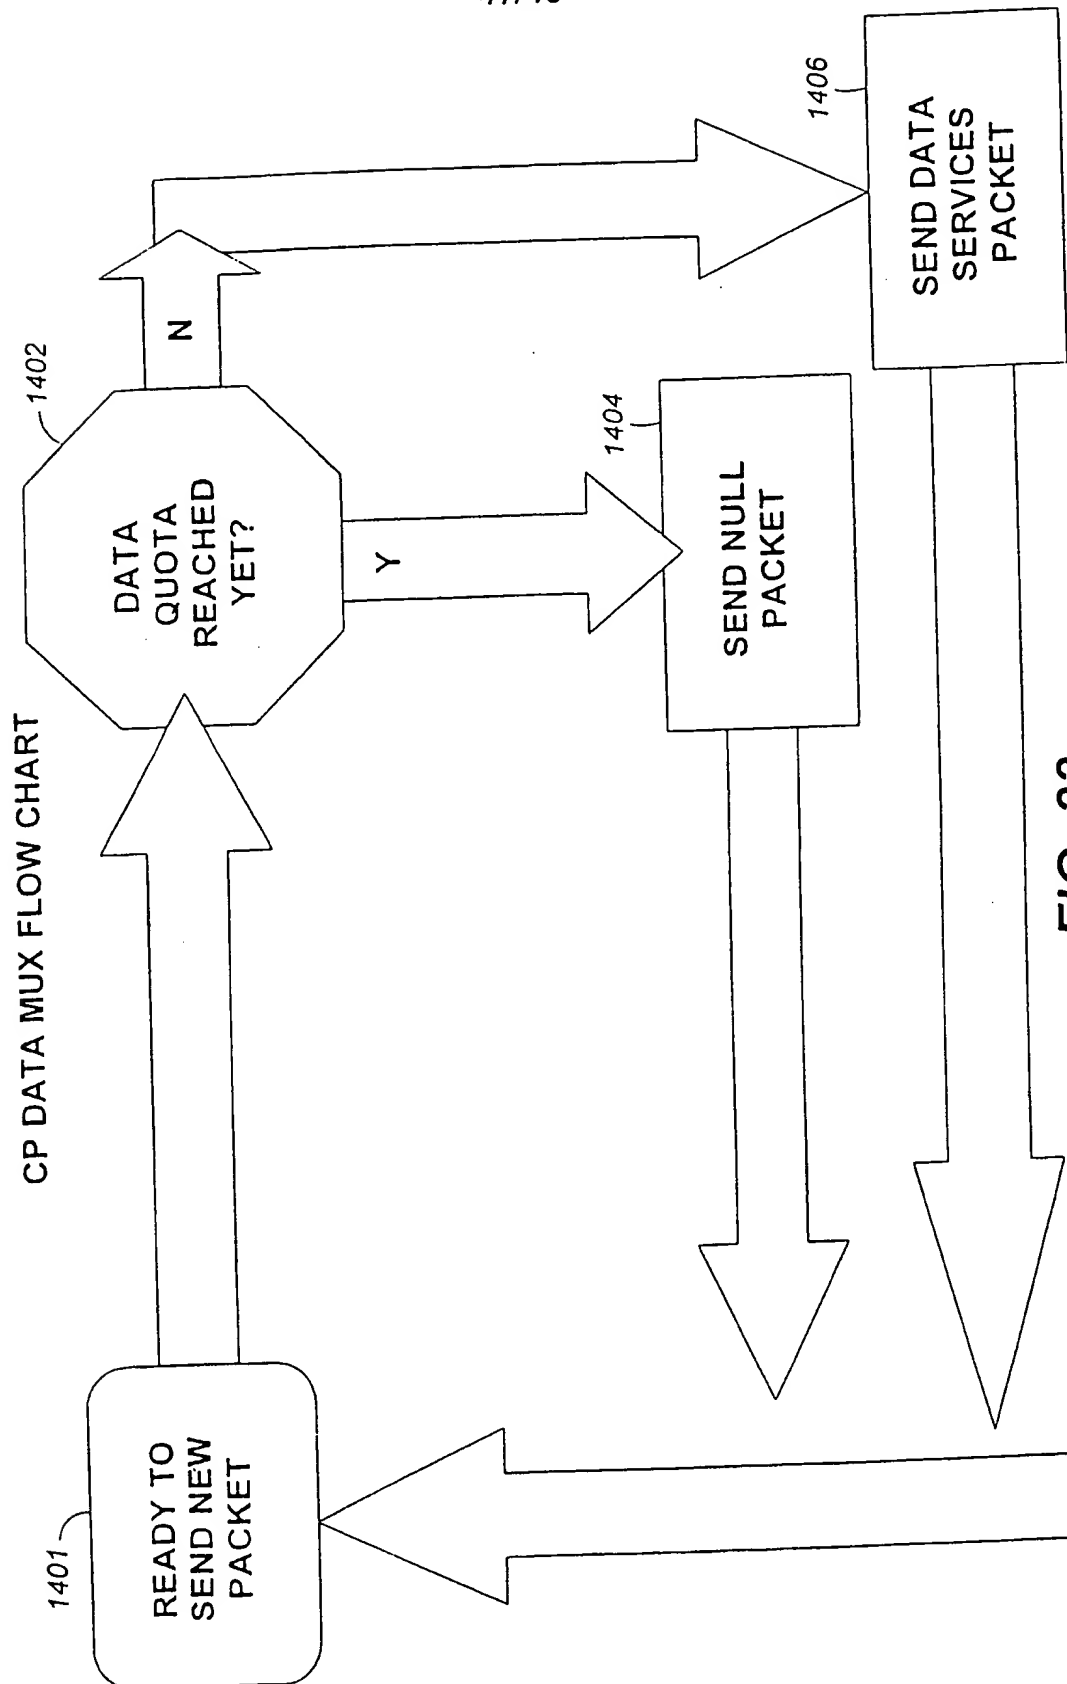 CP DATA MUX FLOW CHART
1401
READY TO
SEND NEW
PACKET
1402
DATA
QUOTA
REACHED
YET?
N
Y
1404
SEND NULL
PACKET
1406
SEND DATA
SERVICES
PACKET